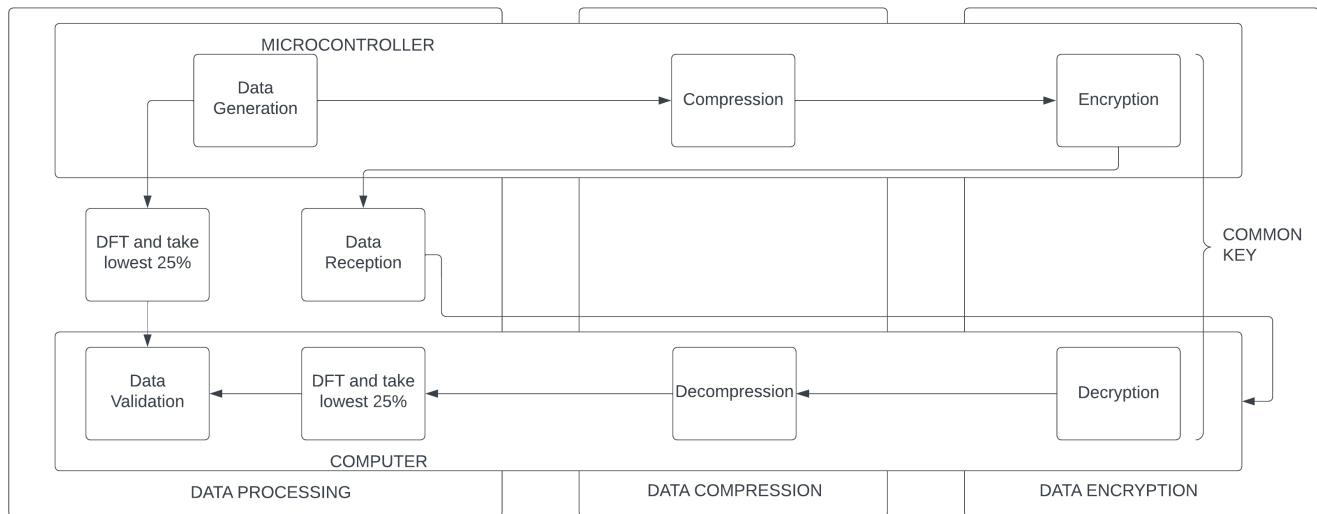 MICROCONTROLLER
Data
Generation
Compression
Encryption
DFT and take
lowest 25%
Data
Reception
COMMON
KEY
Data
Validation
DFT and take
lowest 25%
Decompression
Decryption
COMPUTER
DATA PROCESSING
DATA COMPRESSION
DATA ENCRYPTION